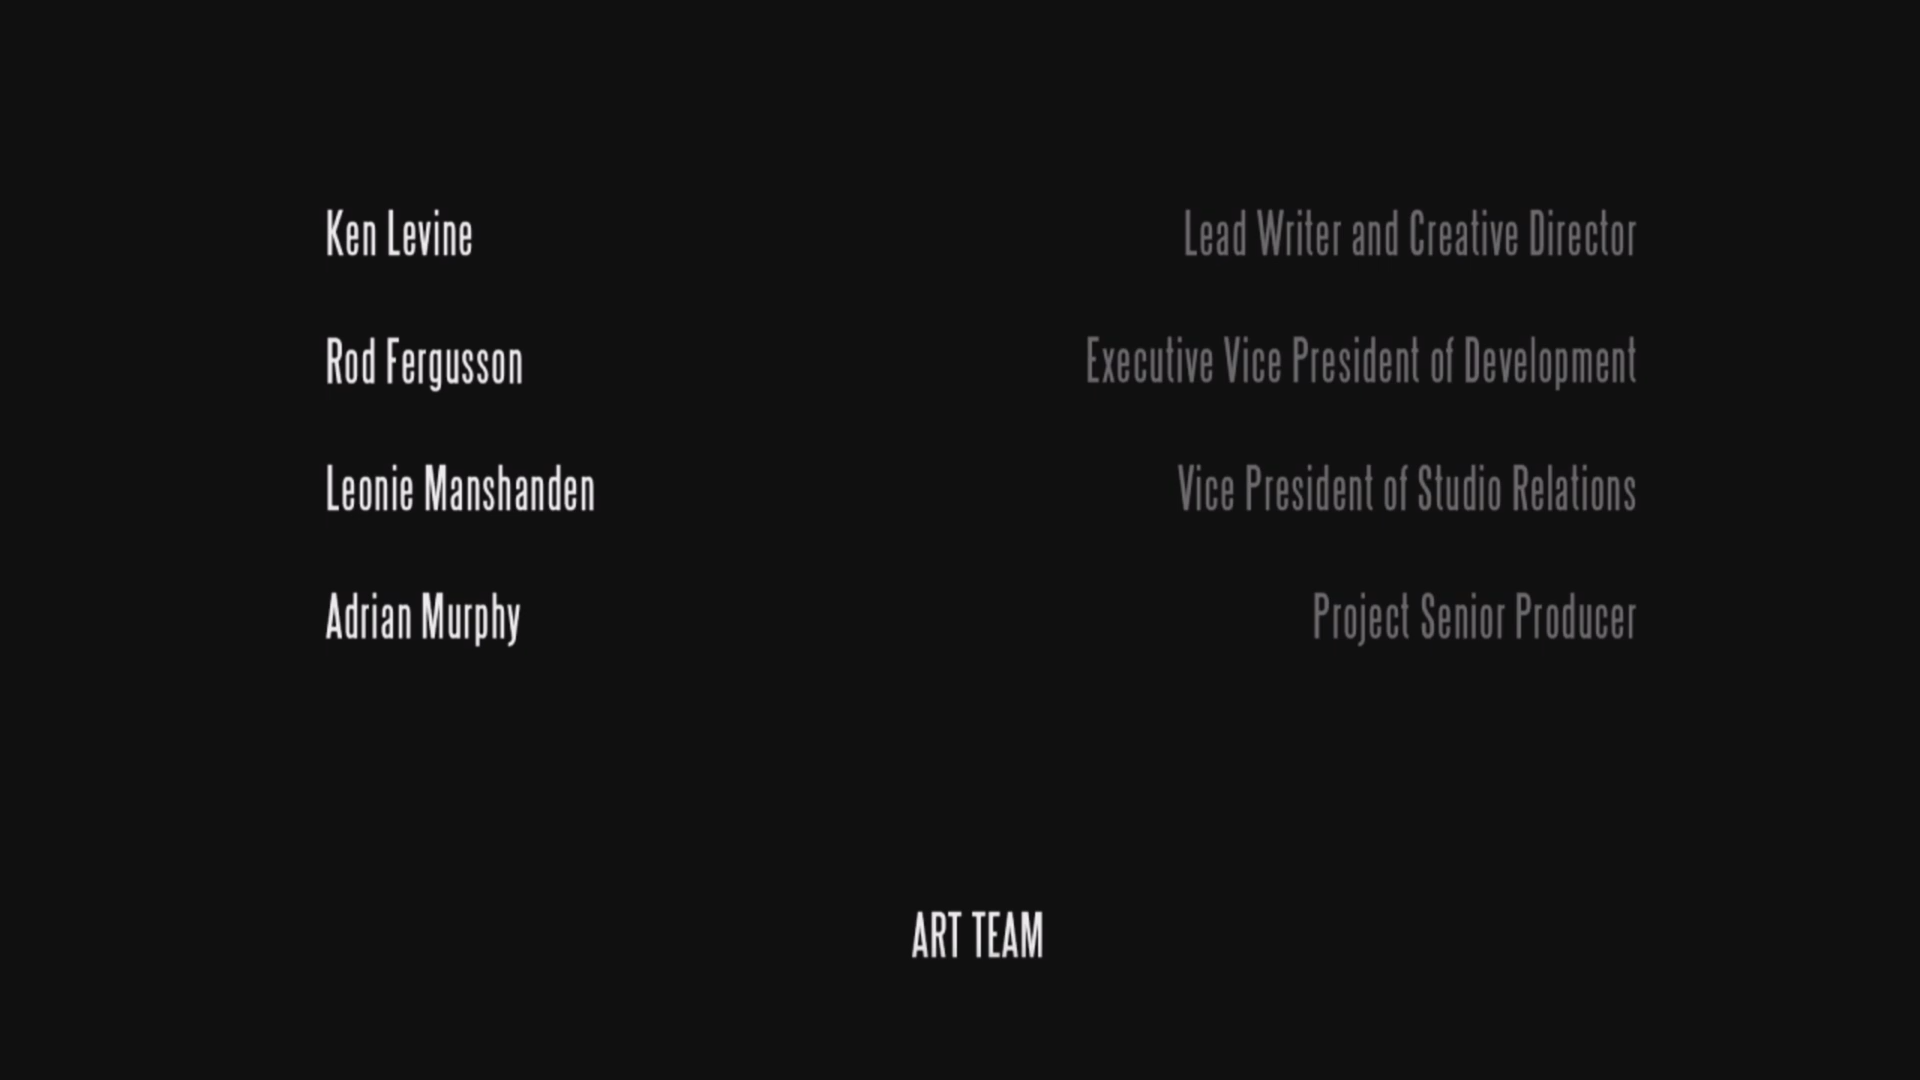 Ken Levine Lead Writer and Creative Director
Rod Fergusson Executive Vice President of Development
Leonie Manshanden Vice President of Studio Relations
Adrian Murphy Project Senior Producer
ART TEAM